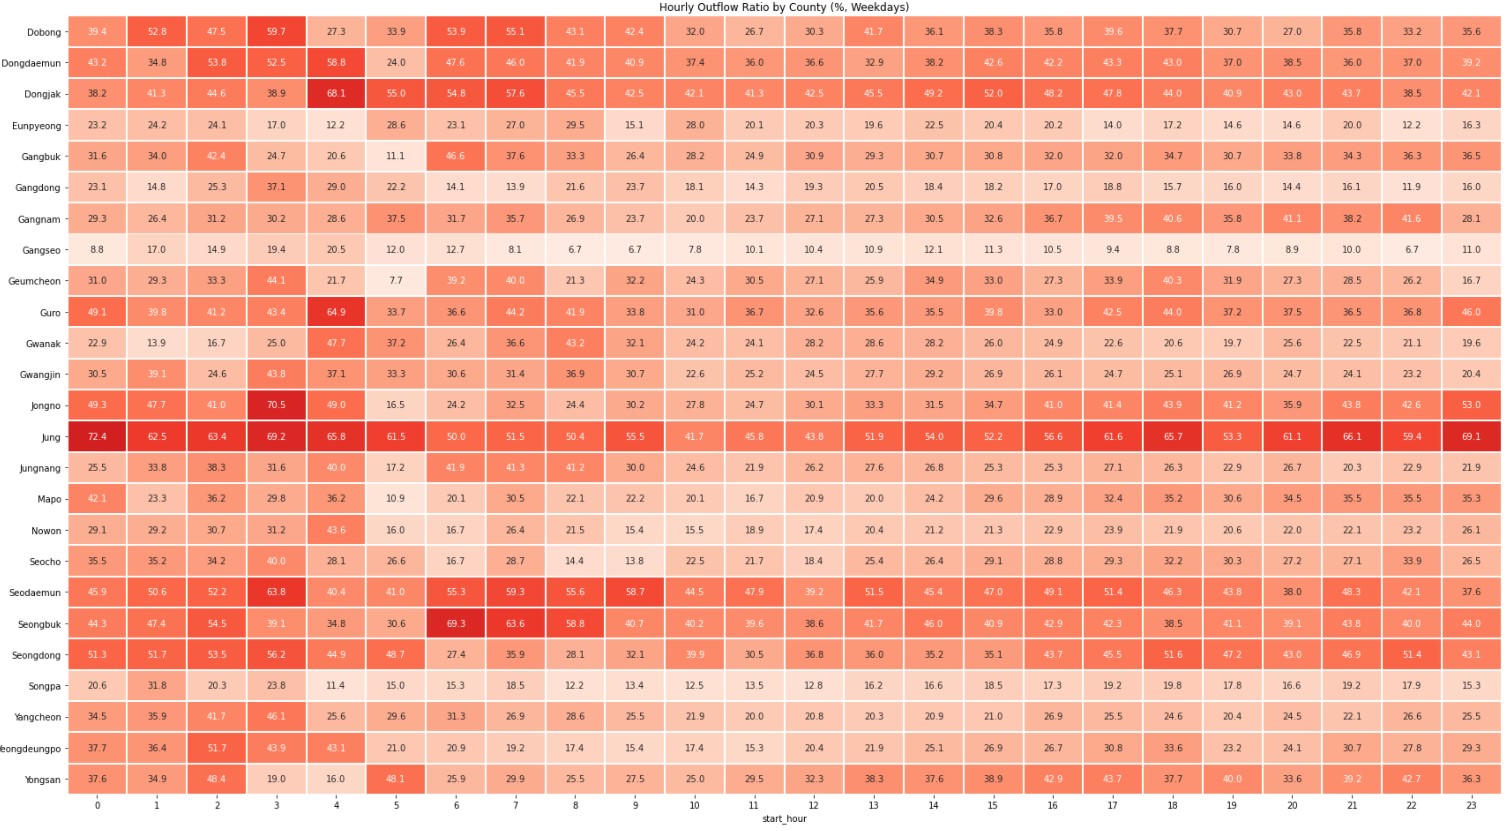 Hourly Outflow Ratio by County (%, Weekdays)
Dobong 39.4 52.8 47.5 59.7 27.3 33.9 53.9 55.1 43.1 42.4 32.0 26.7 30.3 41.7 36.1 38.3 35.8 39.6 37.7 30.7 27.0 35.8 33.2 35.6
Dongdaemun 43.2 34.8 53.8 52.5 58.8 24.0 47.6 46.0 41.9 40.9 37.4 36.0 36.6 32.9 38.2 42.6 42.2 43.3 43.0 37.0 38.5 36.0 37.0 39.2
Dongjak 38.2 41.3 44.6 38.9 68.1 55.0 54.8 57.6 45.5 42.5 42.1 41.3 42.5 45.5 49.2 52.0 48.2 47.8 44.0 40.9 43.0 43.7 38.5 42.1
Eunpyeong 23.2 24.2 24.1 17.0 12.2 28.6 23.1 27.0 29.5 15.1 28.0 20.1 20.3 19.6 22.5 20.4 20.2 14.0 17.2 14.6 14.6 20.0 12.2 16.3
Gangbuk 31.6 34.0 42.4 24.7 20.6 11.1 46.6 37.6 33.3 26.4 28.2 24.9 30.9 29.3 30.7 30.8 32.0 32.0 34.7 30.7 33.8 34.3 36.3 36.5
Gangdong 23.1 14.8 25.3 37.1 29.0 22.2 14.1 13.9 21.6 23.7 18.1 14.3 19.3 20.5 18.4 18.2 17.0 18.8 15.7 16.0 14.4 16.1 11.9 16.0
Gangnam 29.3 26.4 31.2 30.2 28.6 37.5 31.7 35.7 26.9 23.7 20.0 23.7 27.1 27.3 30.5 32.6 36.7 39.5 40.6 35.8 41.1 38.2 41.6 28.1
Gangseo 8.8 17.0 14.9 19.4 20.5 12.0 12.7 8.1 6.7 6.7 7.8 10.1 10.4 10.9 12.1 11.3 10.5 9.4 8.8 7.8 8.9 10.0 6.7 11.0
Geumcheon 31.0 29.3 33.3 44.1 21.7 7.7 39.2 40.0 21.3 32.2 24.3 30.5 27.1 25.9 34.9 33.0 27.3 33.9 40.3 31.9 27.3 28.5 26.2 16.7
Guro 49.1 39.8 41.2 43.4 64.9 33.7 36.6 44.2 41.9 33.8 31.0 36.7 32.6 35.6 35.5 39.8 33.0 42.5 44.0 37.2 37.5 36.5 36.8 46.0
Gwanak 22.9 13.9 16.7 25.0 47.7 37.2 26.4 36.6 43.2 32.1 24.2 24.1 28.2 28.6 28.2 26.0 24.9 22.6 20.6 19.7 25.6 22.5 21.1 19.6
Gwangjin 30.5 39.1 24.6 43.8 37.1 33.3 30.6 31.4 36.9 30.7 22.6 25.2 24.5 27.7 29.2 26.9 26.1 24.7 25.1 26.9 24.7 24.1 23.2 20.4
Jongno 49.3 47.7 41.0 70.5 49.0 16.5 24.2 32.5 24.4 30.2 27.8 24.7 30.1 33.3 31.5 34.7 41.0 41.4 43.9 41.2 35.9 43.8 42.6 53.0
Jung 72.4 62.5 63.4 69.2 65.8 61.5 50.0 51.5 50.4 55.5 41.7 45.8 43.8 51.9 54.0 52.2 56.6 61.6 65.7 53.3 61.1 66.1 59.4 69.1
Jungnang 25.5 33.8 38.3 31.6 40.0 17.2 41.9 41.3 41.2 30.0 24.6 21.9 26.2 27.6 26.8 25.3 25.3 27.1 26.3 22.9 26.7 20.3 22.9 21.9
Mapo 42.1 23.3 36.2 29.8 36.2 10.9 20.1 30.5 22.1 22.2 20.1 16.7 20.9 20.0 24.2 29.6 28.9 32.4 35.2 30.6 34.5 35.5 35.5 35.3
Nowon 29.1 29.2 30.7 31.2 43.6 16.0 16.7 26.4 21.5 15.4 15.5 18.9 17.4 20.4 21.2 21.3 22.9 23.9 21.9 20.6 22.0 22.1 23.2 26.1
Seocho 35.5 35.2 34.2 40.0 28.1 26.6 16.7 28.7 14.4 13.8 22.5 21.7 18.4 25.4 26.4 29.1 28.8 29.3 32.2 30.3 27.2 27.1 33.9 26.5
Seodaemun 45.9 50.6 52.2 63.8 40.4 41.0 55.3 59.3 55.6 58.7 44.5 47.9 39.2 51.5 45.4 47.0 49.1 51.4 46.3 43.8 38.0 48.3 42.1 37.6
Seongbuk 44.3 47.4 54.5 39.1 34.8 30.6 69.3 63.6 58.8 40.7 40.2 39.6 38.6 41.7 46.0 40.9 42.9 42.3 38.5 41.1 39.1 43.8 40.0 44.0
Seongdong 51.3 51.7 53.5 56.2 44.9 48.7 27.4 35.9 28.1 32.1 39.9 30.5 36.8 36.0 35.2 35.1 43.7 45.5 51.6 47.2 43.0 46.9 51.4 43.1
Songpa 20.6 31.8 20.3 23.8 11.4 15.0 15.3 18.5 12.2 13.4 12.5 13.5 12.8 16.2 16.6 18.5 17.3 19.2 19.8 17.8 16.6 19.2 17.9 15.3
Yangcheon 34.5 35.9 41.7 46.1 25.6 29.6 31.3 26.9 28.6 25.5 21.9 20.0 20.8 20.3 20.9 21.0 26.9 25.5 24.6 20.4 24.5 22.1 26.6 25.5
eongdeungpo 37.7 36.4 51.7 43.9 43.1 21.0 20.9 19.2 17.4 15.4 17.4 15.3 20.4 21.9 25.1 26.9 26.7 30.8 33.6 23.2 24.1 30.7 27.8 29.3
Yongsan 37.6 34.9 48.4 19.0 16.0 48.1 25.9 29.9 25.5 27.5 25.0 29.5 32.3 38.3 37.6 38.9 42.9 43.7 37.7 40.0 33.6 39.2 42.7 36.3
0 1 2 3 4 5 6 7 8 9 10 11 12 13 14 15 16 17 18 19 20 21 22 23
start_hour